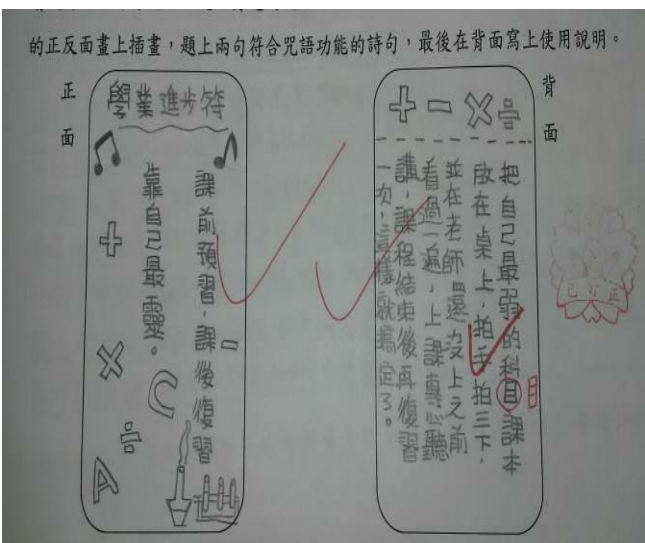 的正反面畫上插畫，題上兩句符合咒語功能的詩句，最後在背面寫上使用說明。
正面
學業進步符
課前預習，課後復習
靠自己最靈。
+
×
÷
−
C
A
背面
+ − × ÷
把自己最弱的科目課本
放在桌上，拍手拍三下，
並在老師還沒上之前
看過一遍，上課專心聽
講，課程結束後再復習
一次，這樣就搞定了。
目
已訂正